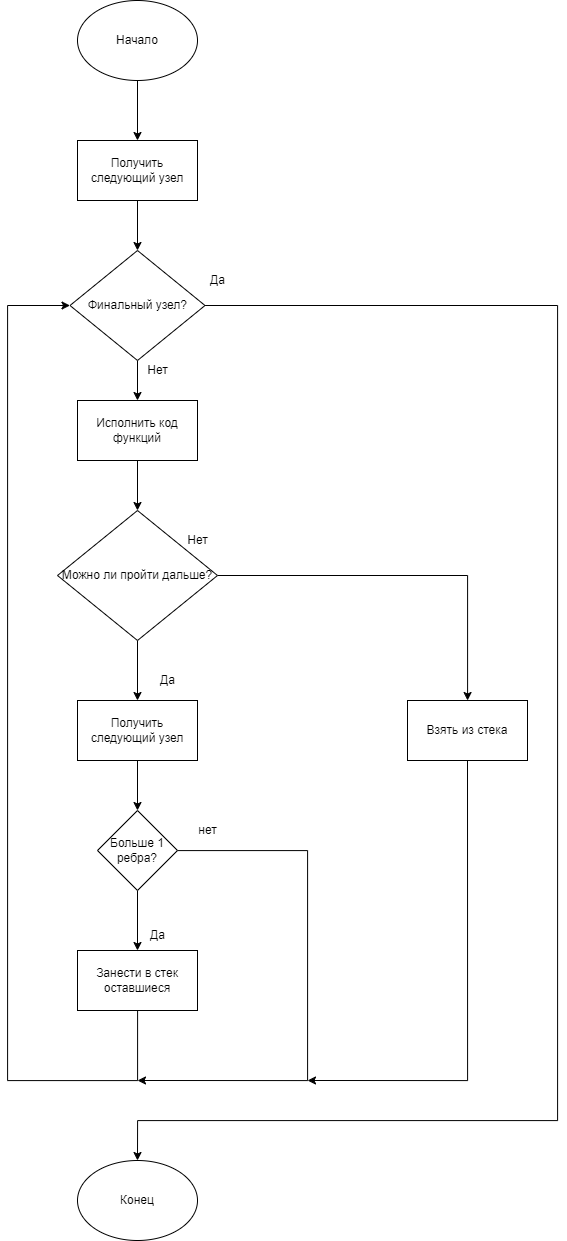 Начало
Получить
следующий узел
Да
Финальный узел?
Нет
Исполнить код
функций
Нет
Можно ли пройти дальше?
Да
Получить
следующий узел
Взять из стека
нет
Больше 1
ребра?
Да
Занести в стек
оставшиеся
Конец